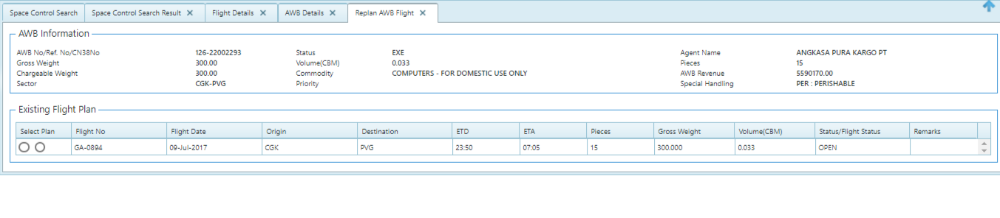 Space Control Search Space Control Search Result ✕ Flight Details ✕ AWB Details ✕ Replan AWB Flight ✕
AWB Information
AWB No/Ref. No/CN38No 126-22002293 Status EXE Agent Name ANGKASA PURA KARGO PT
Gross Weight 300.00 Volume(CBM) 0.033 Pieces 15
Chargeable Weight 300.00 Commodity COMPUTERS - FOR DOMESTIC USE ONLY AWB Revenue 5590170.00
Sector CGK-PVG Priority Special Handling PER : PERISHABLE
Existing Flight Plan
Select Plan Flight No Flight Date Origin Destination ETD ETA Pieces Gross Weight Volume(CBM) Status/Flight Status Remarks
GA-0894 09-Jul-2017 CGK PVG 23:50 07:05 15 300.000 0.033 OPEN